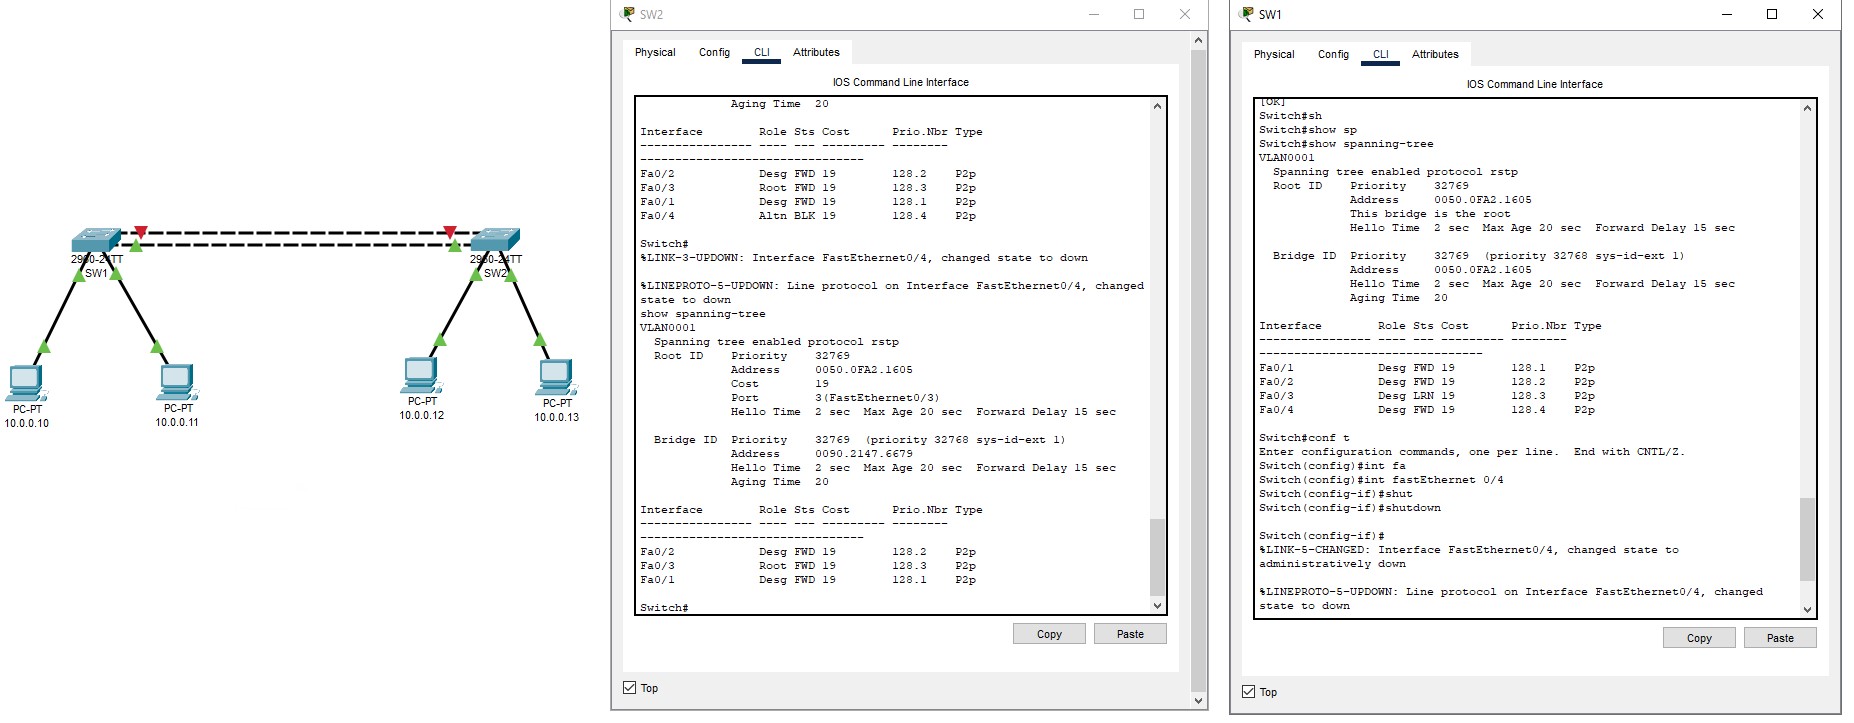 2960-24TT
SW1
2960-24TT
SW2
PC-PT
10.0.0.10
PC-PT
10.0.0.11
PC-PT
10.0.0.12
PC-PT
10.0.0.13
SW2
Physical Config CLI Attributes
IOS Command Line Interface
Aging Time 20
Interface Role Sts Cost Prio.Nbr Type
---------------- ---- --- --------- --------
--------------------------------
Fa0/2 Desg FWD 19 128.2 P2p
Fa0/3 Root FWD 19 128.3 P2p
Fa0/1 Desg FWD 19 128.1 P2p
Fa0/4 Altn BLK 19 128.4 P2p
Switch#
%LINK-3-UPDOWN: Interface FastEthernet0/4, changed state to down
%LINEPROTO-5-UPDOWN: Line protocol on Interface FastEthernet0/4, changed
state to down
show spanning-tree
VLAN0001
Spanning tree enabled protocol rstp
Root ID Priority 32769
Address 0050.0FA2.1605
Cost 19
Port 3(FastEthernet0/3)
Hello Time 2 sec Max Age 20 sec Forward Delay 15 sec
Bridge ID Priority 32769 (priority 32768 sys-id-ext 1)
Address 0090.2147.6679
Hello Time 2 sec Max Age 20 sec Forward Delay 15 sec
Aging Time 20
Interface Role Sts Cost Prio.Nbr Type
---------------- ---- --- --------- --------
--------------------------------
Fa0/2 Desg FWD 19 128.2 P2p
Fa0/3 Root FWD 19 128.3 P2p
Fa0/1 Desg FWD 19 128.1 P2p
Switch#
Copy Paste
Top
SW1
Physical Config CLI Attributes
IOS Command Line Interface
[OK]
Switch#sh
Switch#show sp
Switch#show spanning-tree
VLAN0001
Spanning tree enabled protocol rstp
Root ID Priority 32769
Address 0050.0FA2.1605
This bridge is the root
Hello Time 2 sec Max Age 20 sec Forward Delay 15 sec
Bridge ID Priority 32769 (priority 32768 sys-id-ext 1)
Address 0050.0FA2.1605
Hello Time 2 sec Max Age 20 sec Forward Delay 15 sec
Aging Time 20
Interface Role Sts Cost Prio.Nbr Type
---------------- ---- --- --------- --------
--------------------------------
Fa0/1 Desg FWD 19 128.1 P2p
Fa0/2 Desg FWD 19 128.2 P2p
Fa0/3 Desg LRN 19 128.3 P2p
Fa0/4 Desg FWD 19 128.4 P2p
Switch#conf t
Enter configuration commands, one per line. End with CNTL/Z.
Switch(config)#int fa
Switch(config)#int fastEthernet 0/4
Switch(config-if)#shut
Switch(config-if)#shutdown
Switch(config-if)#
%LINK-5-CHANGED: Interface FastEthernet0/4, changed state to
administratively down
%LINEPROTO-5-UPDOWN: Line protocol on Interface FastEthernet0/4, changed
state to down
Copy Paste
Top